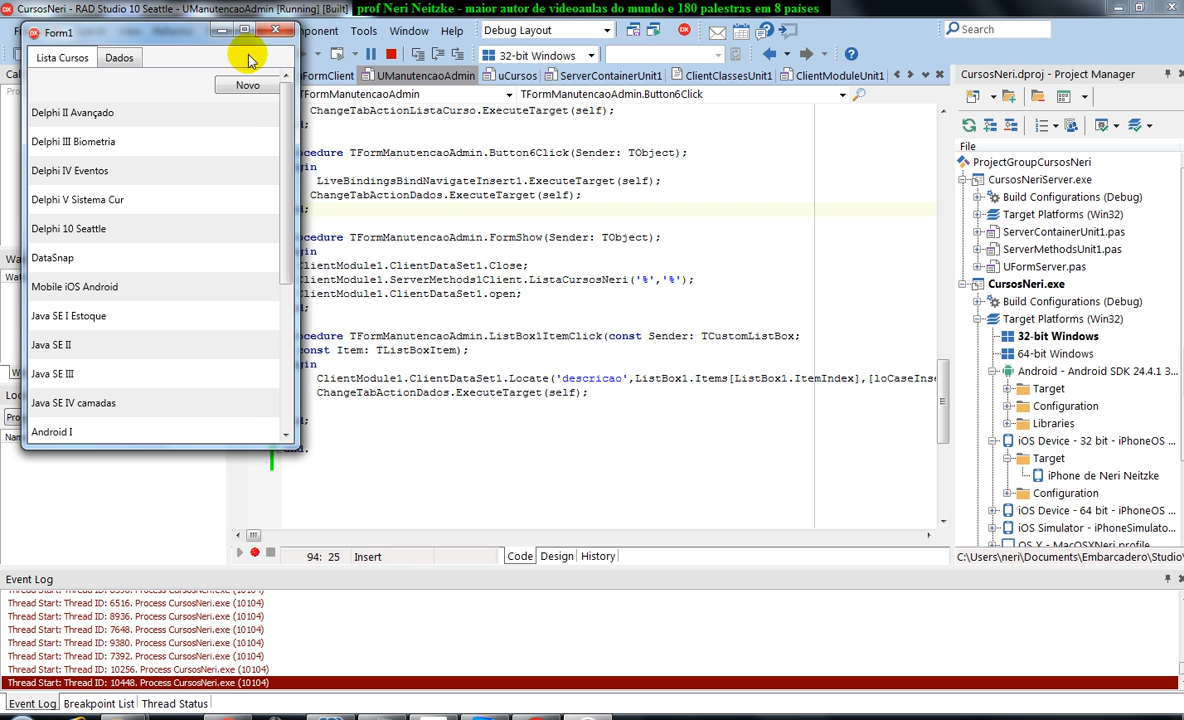 CursosNeri - RAD Studio 10 Seattle - UManutencaoAdmin [Running] [Built]
prof Neri Neitzke - maior autor de videoaulas do mundo e 180 palestras em 8 países
Tools Window Help Debug Layout Search
32-bit Windows
UManutencaoAdmin uCursos ServerContainerUnit1 ClientClassesUnit1 ClientModuleUnit1
TFormManutencaoAdmin.Button6Click
Form1
Lista Cursos Dados
Novo
Delphi II Avançado
Delphi III Biometria
Delphi IV Eventos
Delphi V Sistema Cur
Delphi 10 Seattle
DataSnap
Mobile iOS Android
Java SE I Estoque
Java SE II
Java SE III
Java SE IV camadas
Android I
ChangeTabActionListaCurso.ExecuteTarget(self);
ocedure TFormManutencaoAdmin.Button6Click(Sender: TObject);
gin
LiveBindingsBindNavigateInsert1.ExecuteTarget(self);
ChangeTabActionDados.ExecuteTarget(self);
d;
ocedure TFormManutencaoAdmin.FormShow(Sender: TObject);
gin
ClientModule1.ClientDataSet1.Close;
ClientModule1.ServerMethods1Client.ListaCursosNeri('%','%');
ClientModule1.ClientDataSet1.open;
d;
ocedure TFormManutencaoAdmin.ListBox1ItemClick(const Sender: TCustomListBox;
const Item: TListBoxItem);
gin
ClientModule1.ClientDataSet1.Locate('descricao',ListBox1.Items[ListBox1.ItemIndex],[loCaseInse
ChangeTabActionDados.ExecuteTarget(self);
d;
end.
94: 25 Insert Code Design History
CursosNeri.dproj - Project Manager
File
ProjectGroupCursosNeri
CursosNeriServer.exe
Build Configurations (Debug)
Target Platforms (Win32)
ServerContainerUnit1.pas
ServerMethodsUnit1.pas
UFormServer.pas
CursosNeri.exe
Build Configurations (Debug)
Target Platforms (Win32)
32-bit Windows
64-bit Windows
Android - Android SDK 24.4.1 3...
Target
Configuration
Libraries
iOS Device - 32 bit - iPhoneOS ...
Target
iPhone de Neri Neitzke
Configuration
iOS Device - 64 bit - iPhoneOS ...
iOS Simulator - iPhoneSimulato...
OS X - MacOSXNeri profile
C:\Users\neri\Documents\Embarcadero\Studio\
Event Log
Thread Start: Thread ID: 6516. Process CursosNeri.exe (10104)
Thread Start: Thread ID: 8936. Process CursosNeri.exe (10104)
Thread Start: Thread ID: 7648. Process CursosNeri.exe (10104)
Thread Start: Thread ID: 9380. Process CursosNeri.exe (10104)
Thread Start: Thread ID: 7392. Process CursosNeri.exe (10104)
Thread Start: Thread ID: 10256. Process CursosNeri.exe (10104)
Thread Start: Thread ID: 10448. Process CursosNeri.exe (10104)
Event Log Breakpoint List Thread Status